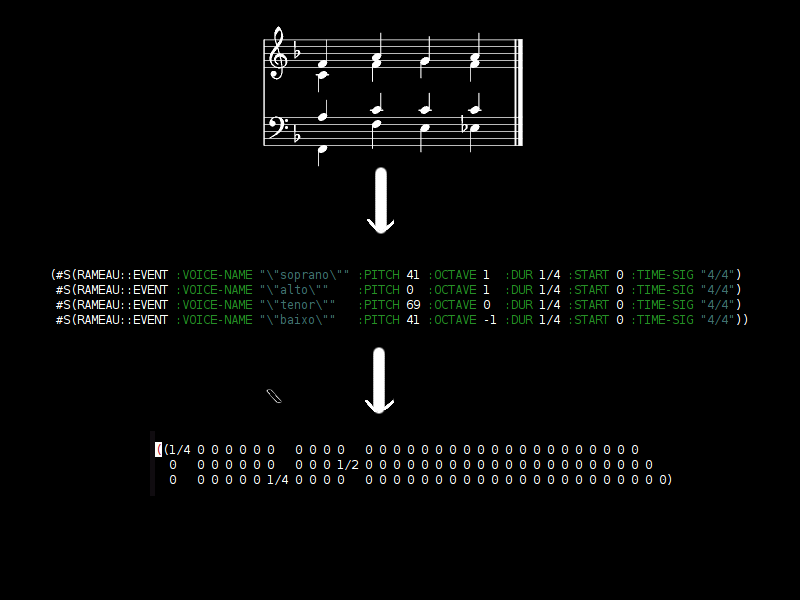 (#S(RAMEAU::EVENT :VOICE-NAME "\"soprano\"" :PITCH 41 :OCTAVE 1 :DUR 1/4 :START 0 :TIME-SIG "4/4")
#S(RAMEAU::EVENT :VOICE-NAME "\"alto\"" :PITCH 0 :OCTAVE 1 :DUR 1/4 :START 0 :TIME-SIG "4/4")
#S(RAMEAU::EVENT :VOICE-NAME "\"tenor\"" :PITCH 69 :OCTAVE 0 :DUR 1/4 :START 0 :TIME-SIG "4/4")
#S(RAMEAU::EVENT :VOICE-NAME "\"baixo\"" :PITCH 41 :OCTAVE -1 :DUR 1/4 :START 0 :TIME-SIG "4/4"))
((1/4 0 0 0 0 0 0 0 0 0 0 0 0 0 0 0 0 0 0 0 0 0 0 0 0 0 0 0 0 0 0
0 0 0 0 0 0 0 0 0 0 1/2 0 0 0 0 0 0 0 0 0 0 0 0 0 0 0 0 0 0 0 0 0
0 0 0 0 0 0 1/4 0 0 0 0 0 0 0 0 0 0 0 0 0 0 0 0 0 0 0 0 0 0 0 0 0 0)